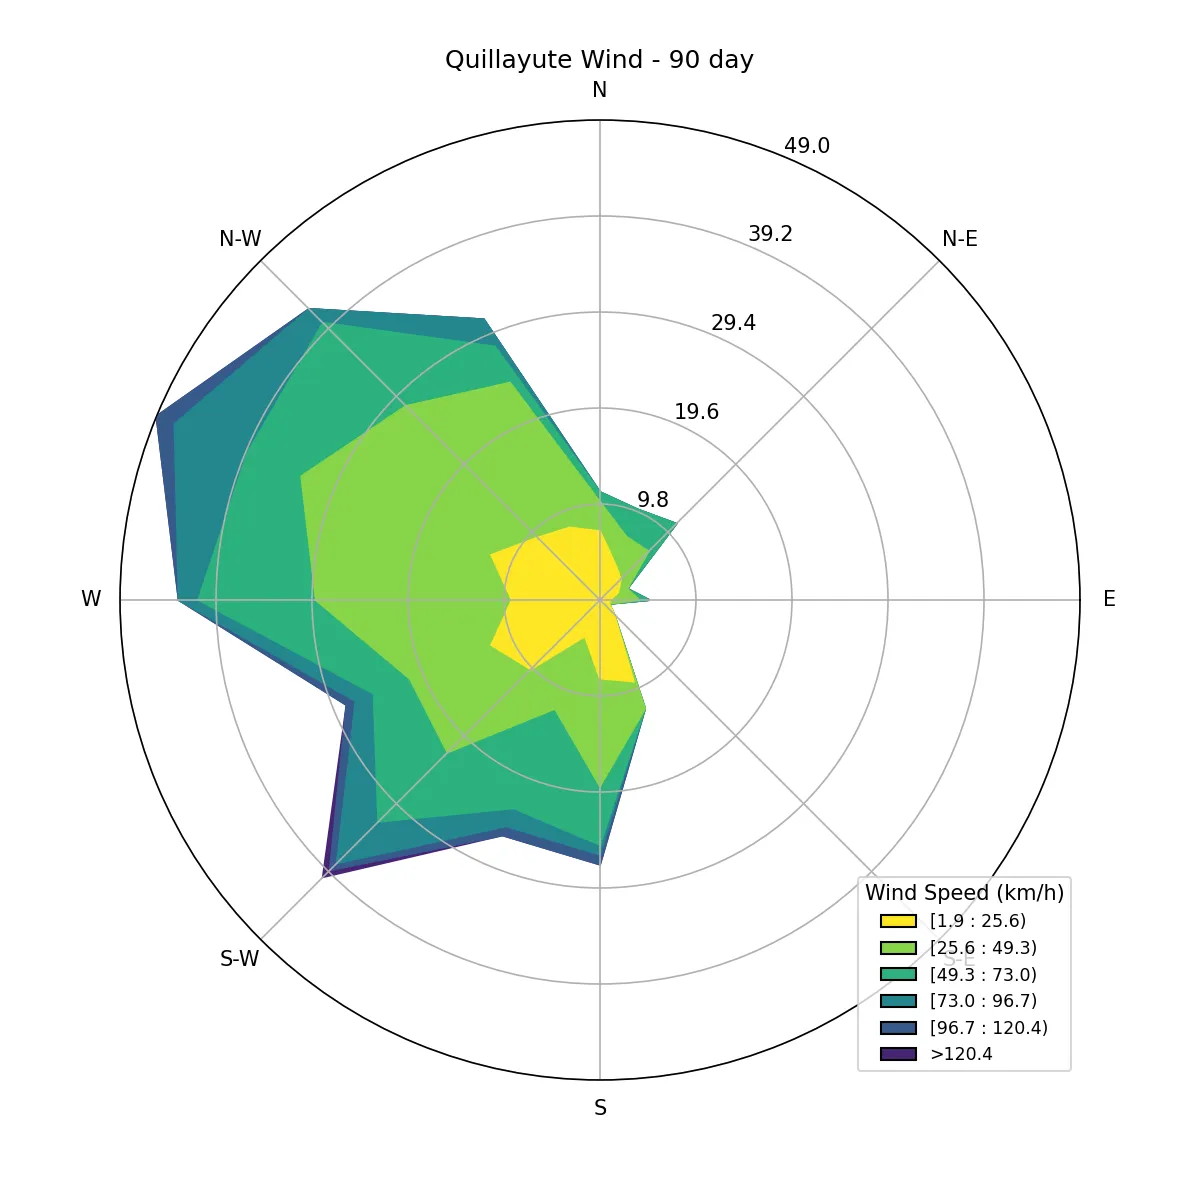 Quillayute Wind - 90 day
N
49.0
39.2
N-W
N-E
29.4
19.6
9.8
W
E
Wind Speed (km/h)
[1.9 : 25.6)
[25.6 : 49.3)
S-W
S-E
[49.3 : 73.0)
[73.0 : 96.7)
[96.7 : 120.4)
>120.4
S